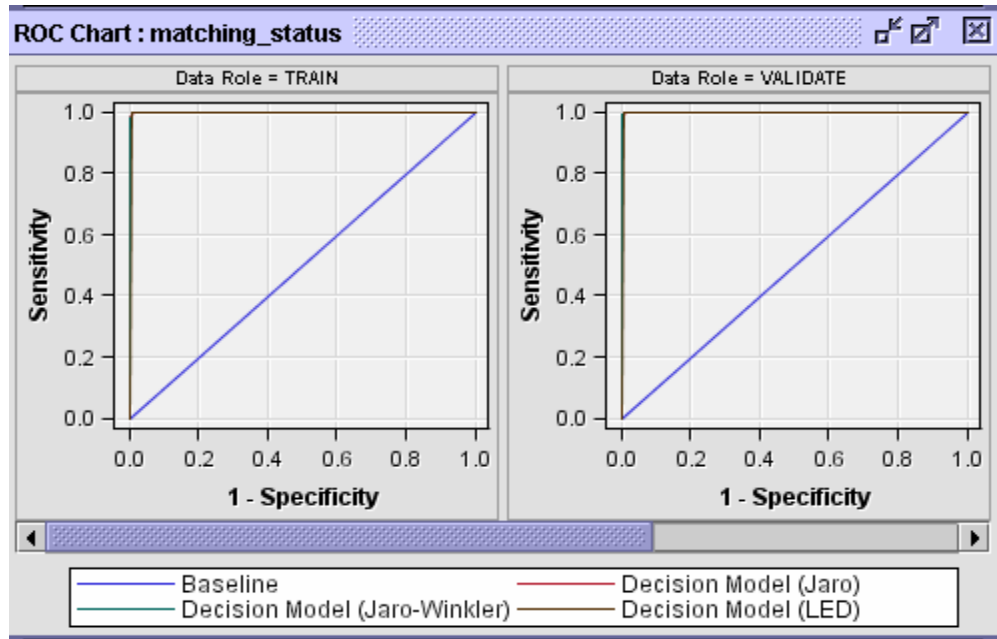 ROC Chart : matching_status
Data Role = TRAIN
Data Role = VALIDATE
1.0
0.8
0.6
0.4
0.2
0.0
Sensitivity
0.0 0.2 0.4 0.6 0.8 1.0
1 - Specificity
1.0
0.8
0.6
0.4
0.2
0.0
Sensitivity
0.0 0.2 0.4 0.6 0.8 1.0
1 - Specificity
Baseline Decision Model (Jaro)
Decision Model (Jaro-Winkler) Decision Model (LED)